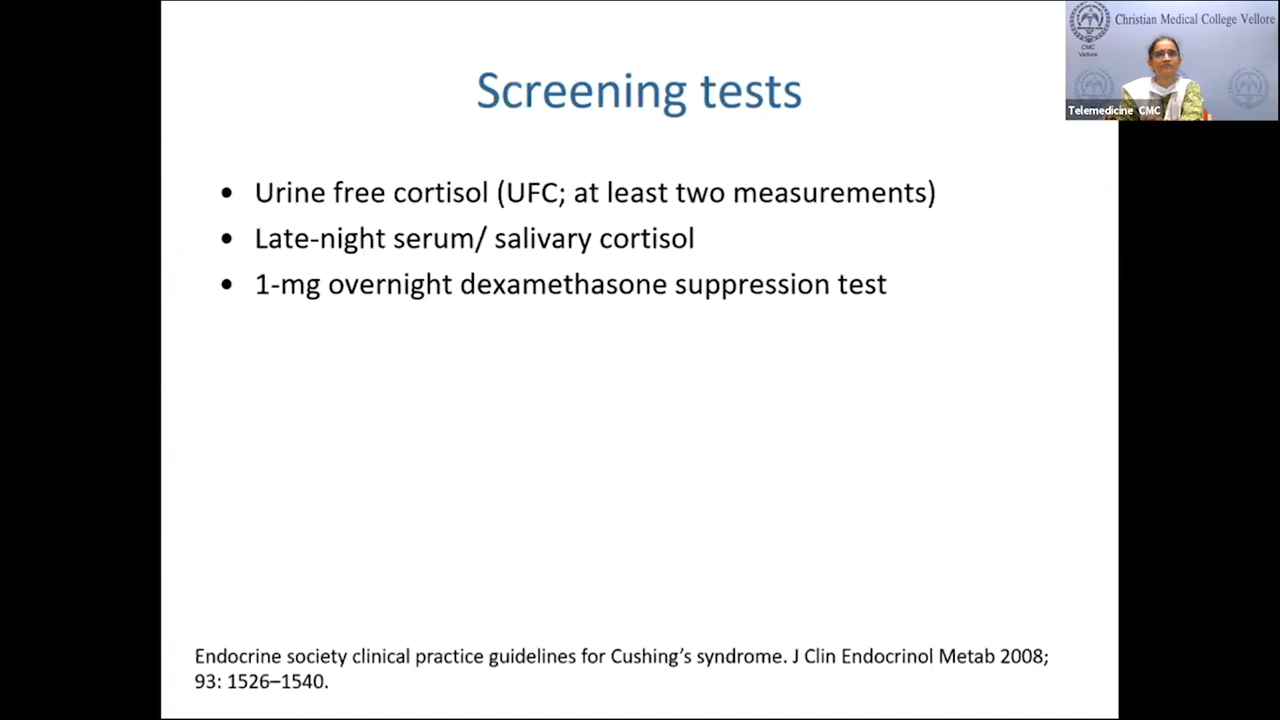 Screening tests
• Urine free cortisol (UFC; at least two measurements)
• Late-night serum/ salivary cortisol
• 1-mg overnight dexamethasone suppression test
Endocrine society clinical practice guidelines for Cushing's syndrome. J Clin Endocrinol Metab 2008;
93: 1526–1540.
Christian Medical College Vellore
CMC
Vellore
Telemedicine CMC